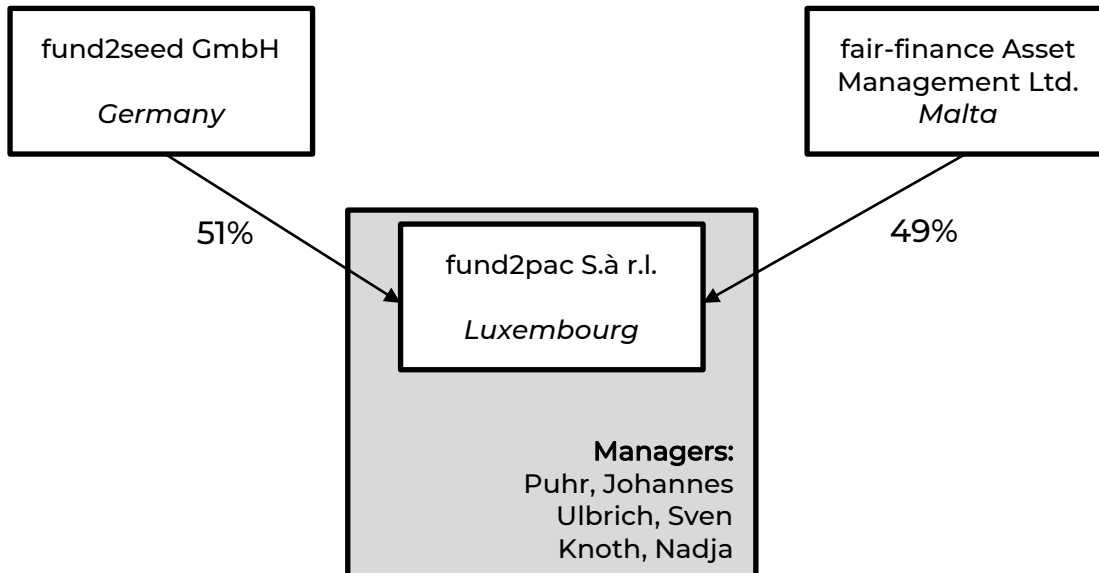 fund2seed GmbH
Germany
fair-finance Asset
Management Ltd.
Malta
51%
49%
fund2pac S.à r.l.
Luxembourg
Managers:
Puhr, Johannes
Ulbrich, Sven
Knoth, Nadja